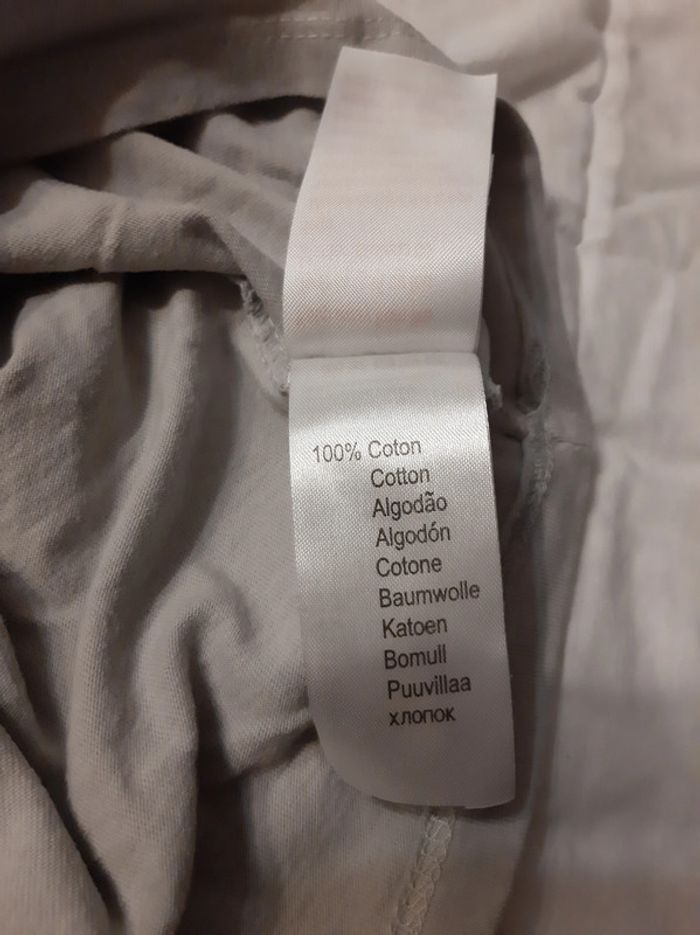 100% Coton
Cotton
Algodão
Algodón
Cotone
Baumwolle
Katoen
Bomull
Puuvillaa
хлопок